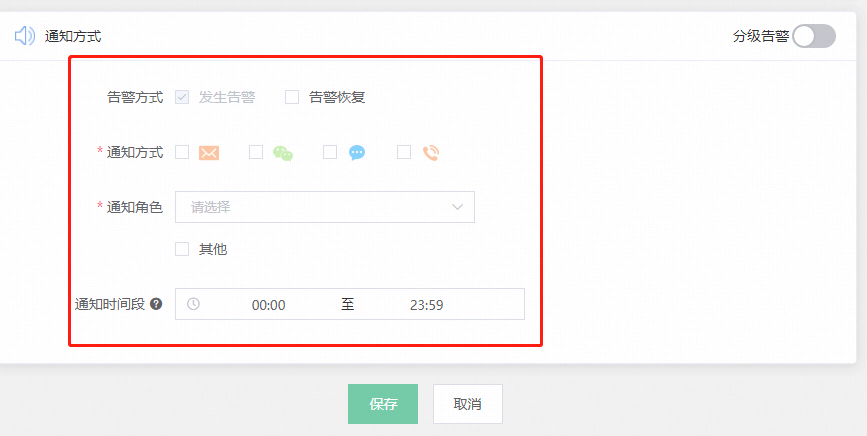 通知方式 分级告警
告警方式 发生告警 告警恢复
* 通知方式
* 通知角色 请选择
其他
通知时间段 ? 00:00 至 23:59
保存 取消